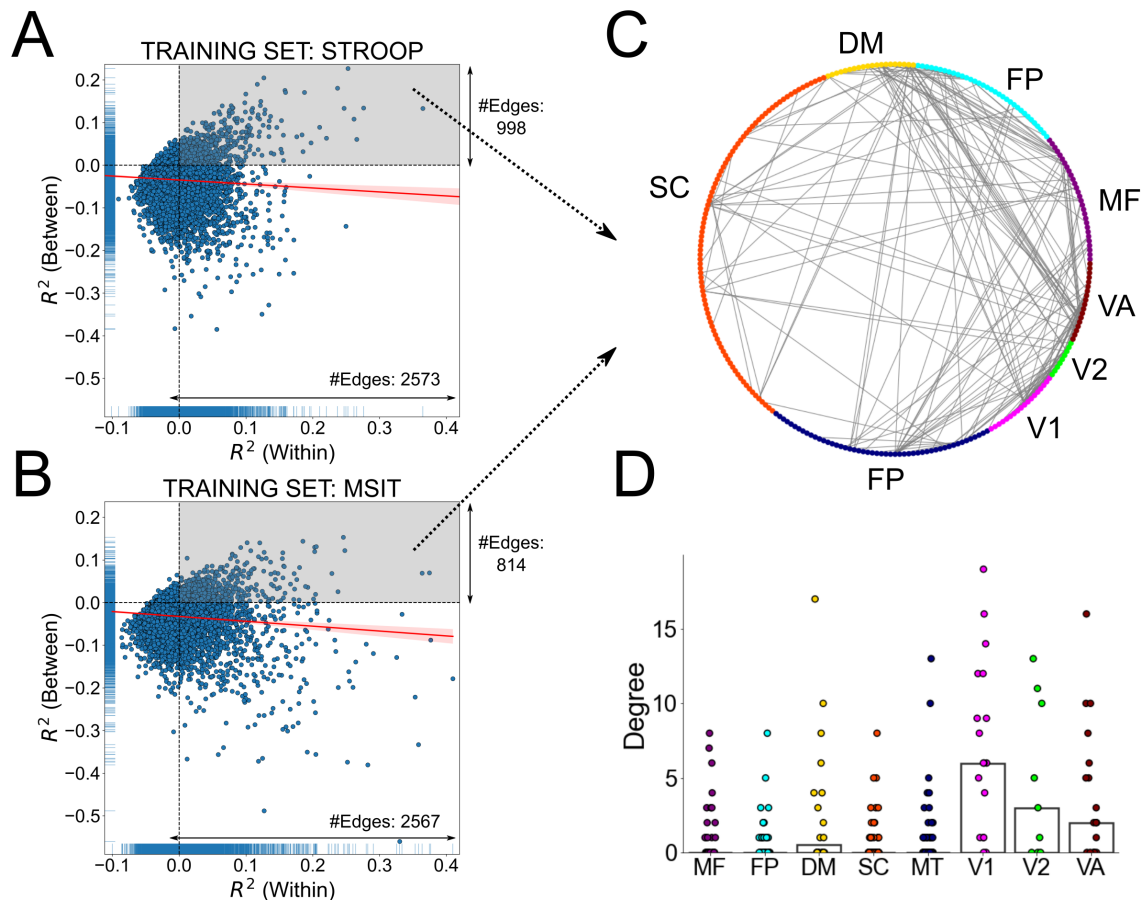 A
TRAINING SET: STROOP
0.2
0.1
0.0
−0.1
−0.2
−0.3
−0.4
−0.5
R² (Between)
#Edges:
998
#Edges: 2573
−0.1 0.0 0.1 0.2 0.3 0.4
R² (Within)
B
TRAINING SET: MSIT
0.2
0.1
0.0
−0.1
−0.2
−0.3
−0.4
−0.5
R² (Between)
#Edges:
814
#Edges: 2567
−0.1 0.0 0.1 0.2 0.3 0.4
R² (Within)
C
DM
FP
MF
VA
V2
V1
FP
SC
D
15
10
5
0
Degree
MF FP DM SC MT V1 V2 VA